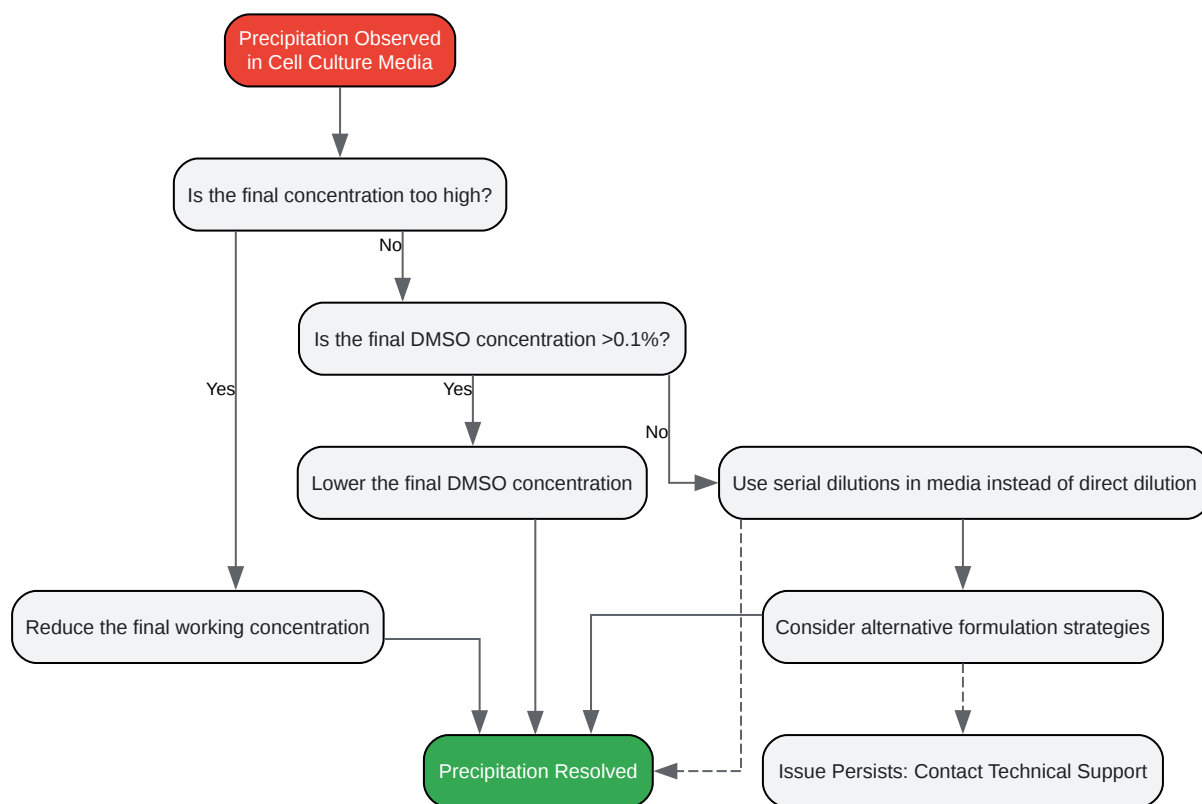 Precipitation Observed
in Cell Culture Media
Is the final concentration too high?
No
Is the final DMSO concentration >0.1%?
Yes
Yes
No
Lower the final DMSO concentration
Use serial dilutions in media instead of direct dilution
Reduce the final working concentration
Consider alternative formulation strategies
Precipitation Resolved
Issue Persists: Contact Technical Support